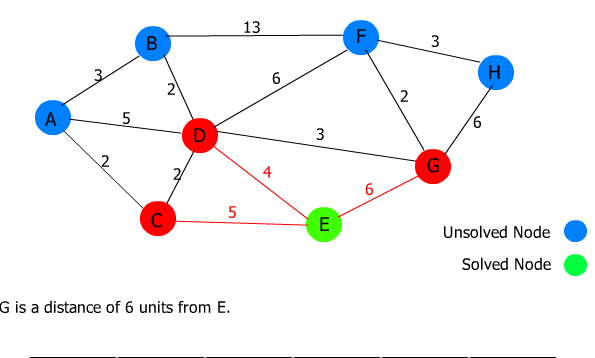 13
F
B
3
H
3
2
6
2
A
5
D
3
6
2
2
4
G
6
5
C
E
Unsolved Node
Solved Node
G is a distance of 6 units from E.